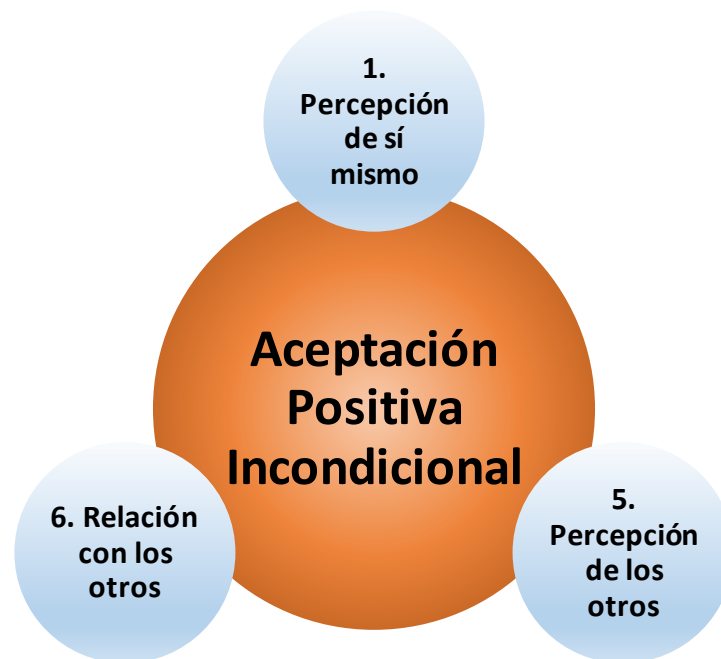 1.
Percepción
de sí
mismo
Aceptación
Positiva
Incondicional
6. Relación
con los
otros
5.
Percepción
de los
otros